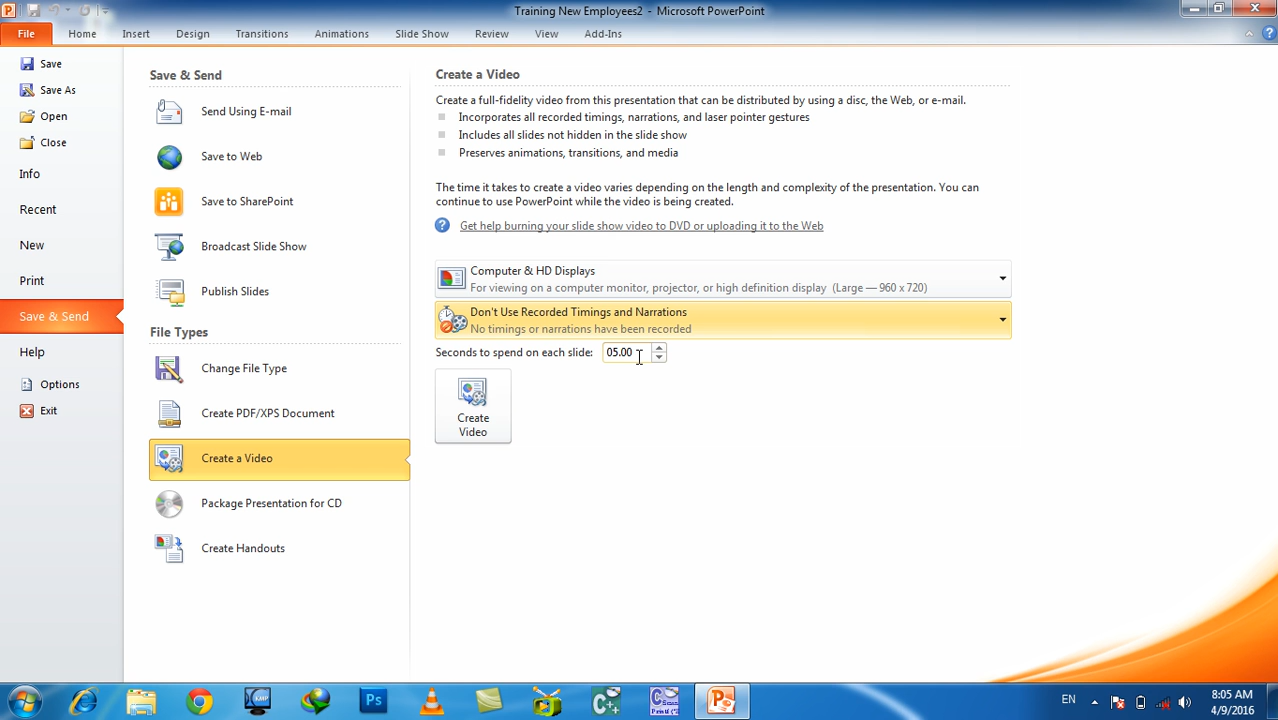 Training New Employees2 - Microsoft PowerPoint
File Home Insert Design Transitions Animations Slide Show Review View Add-Ins
Save
Save As
Open
Close
Info
Recent
New
Print
Save & Send
Help
Options
Exit
Save & Send
Send Using E-mail
Save to Web
Save to SharePoint
Broadcast Slide Show
Publish Slides
File Types
Change File Type
Create PDF/XPS Document
Create a Video
Package Presentation for CD
Create Handouts
Create a Video
Create a full-fidelity video from this presentation that can be distributed by using a disc, the Web, or e-mail.
Incorporates all recorded timings, narrations, and laser pointer gestures
Includes all slides not hidden in the slide show
Preserves animations, transitions, and media
The time it takes to create a video varies depending on the length and complexity of the presentation. You can
continue to use PowerPoint while the video is being created.
Get help burning your slide show video to DVD or uploading it to the Web
Computer & HD Displays
For viewing on a computer monitor, projector, or high definition display (Large — 960 x 720)
Don't Use Recorded Timings and Narrations
No timings or narrations have been recorded
Seconds to spend on each slide: 05.00
Create
Video
Ps
EN
8:05 AM
4/9/2016